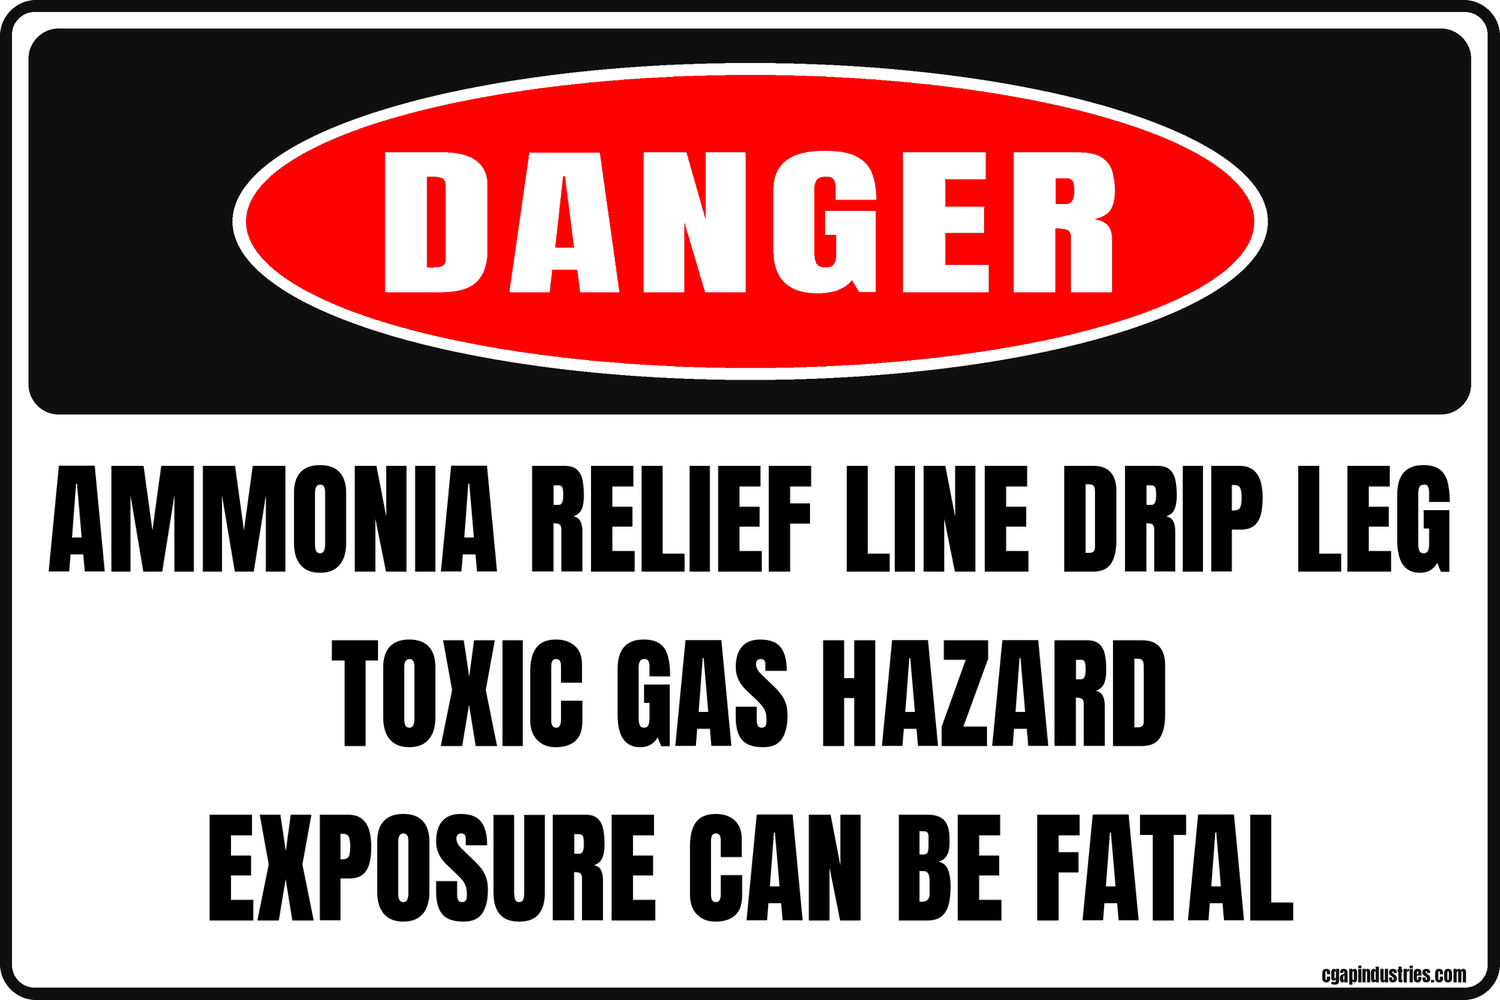 DANGER
AMMONIA RELIEF LINE DRIP LEG
TOXIC GAS HAZARD
EXPOSURE CAN BE FATAL
cgapindustries.com